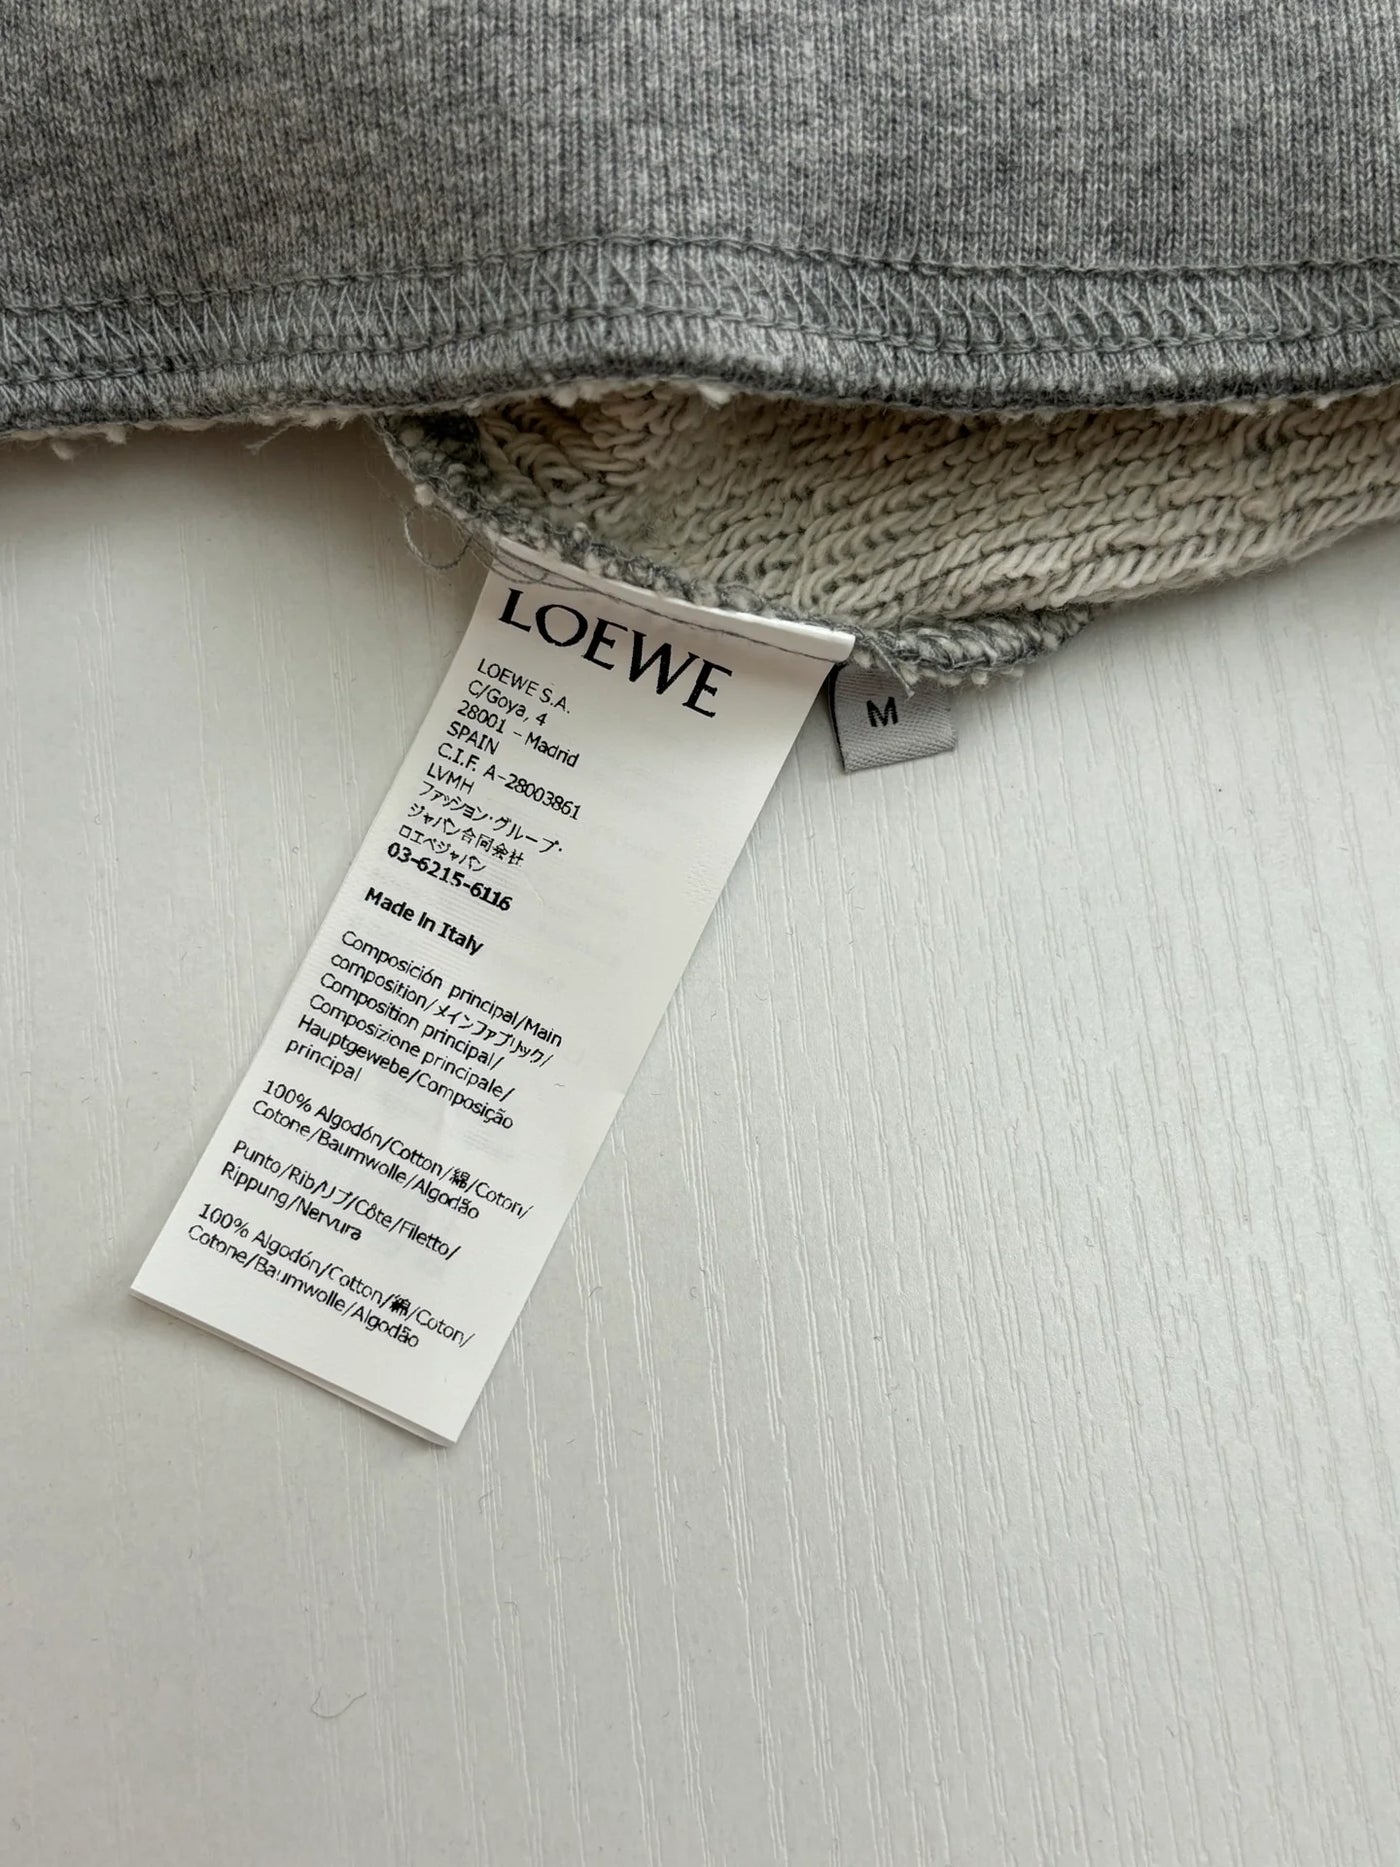 LOEWE
LOEWE S.A.
C/Goya, 4
28001 - Madrid
SPAIN
C.I.F. A-28003861
LVMH
ファッション・グループ・
ジャパン合同会社
ロエベジャパン
03-6215-6116
Made in Italy
Composición principal/Main
composition/メインファブリック/
Composition principal/
Composizione principale/
Hauptgewebe/Composição
principal
100% Algodón/Cotton/綿/Coton/
Cotone/Baumwolle/Algodão
Punto/Rib/リブ/Côte/Filetto/
Rippung/Nervura
100% Algodón/Cotton/綿/Coton/
Cotone/Baumwolle/Algodão
M